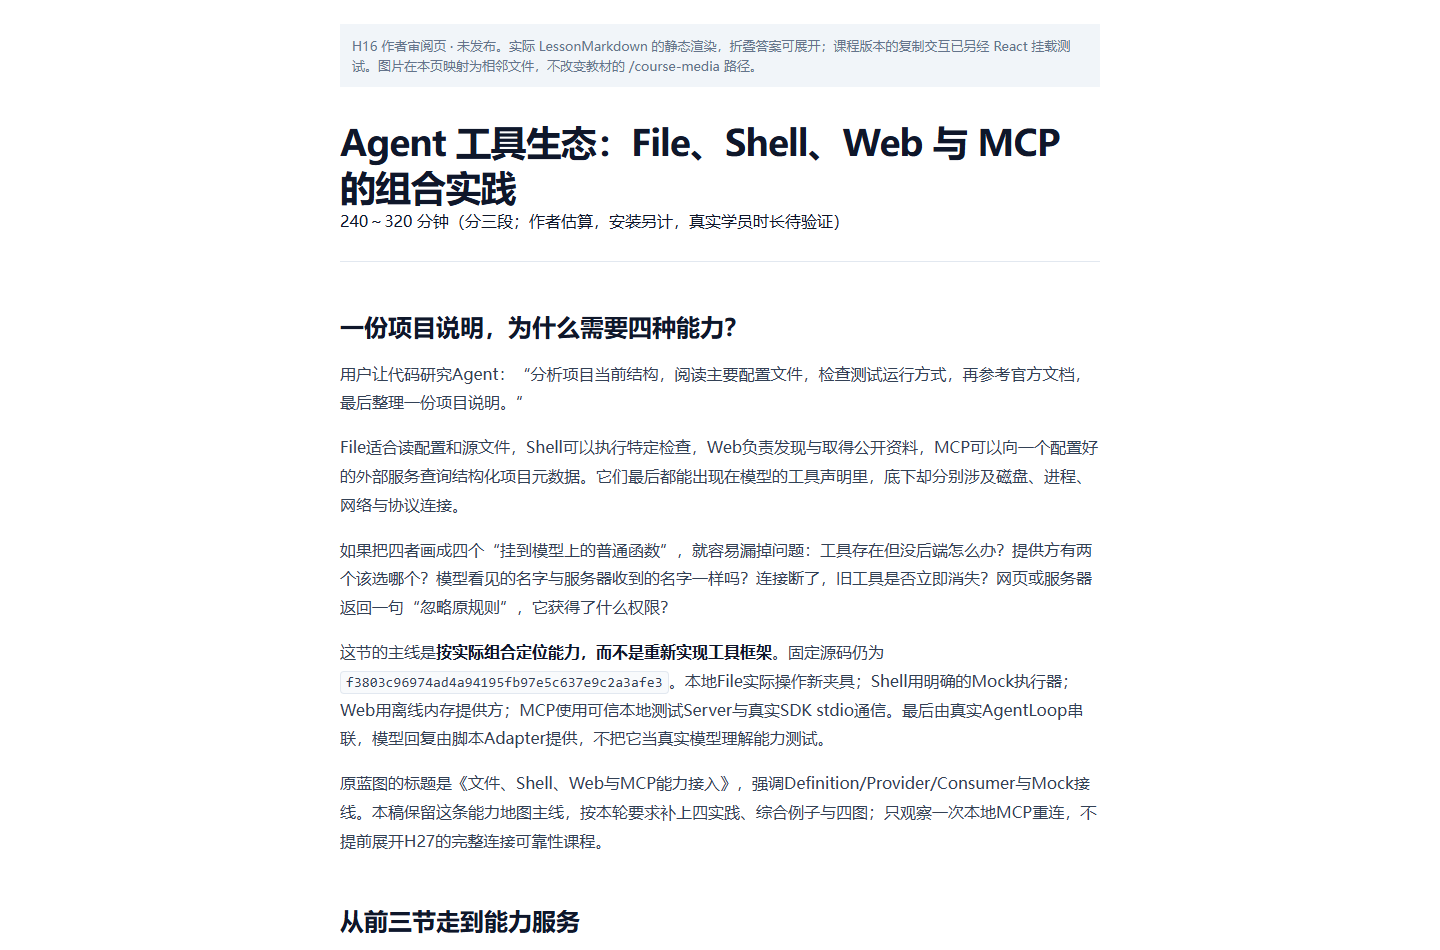 H16 作者审阅页 · 未发布。实际 LessonMarkdown 的静态渲染，折叠答案可展开；课程版本的复制交互已另经 React 挂载测
试。图片在本页映射为相邻文件，不改变教材的 /course-media 路径。
Agent 工具生态：File、Shell、Web 与 MCP
的组合实践
240～320 分钟（分三段；作者估算，安装另计，真实学员时长待验证）
一份项目说明，为什么需要四种能力？
用户让代码研究Agent：“分析项目当前结构，阅读主要配置文件，检查测试运行方式，再参考官方文档，
最后整理一份项目说明。”
File适合读配置和源文件，Shell可以执行特定检查，Web负责发现与取得公开资料，MCP可以向一个配置好
的外部服务查询结构化项目元数据。它们最后都能出现在模型的工具声明里，底下却分别涉及磁盘、进程、
网络与协议连接。
如果把四者画成四个“挂到模型上的普通函数”，就容易漏掉问题：工具存在但没后端怎么办？提供方有两
个该选哪个？模型看见的名字与服务器收到的名字一样吗？连接断了，旧工具是否立即消失？网页或服务器
返回一句“忽略原规则”，它获得了什么权限？
这节的主线是按实际组合定位能力，而不是重新实现工具框架。固定源码仍为
f3803c96974ad4a94195fb97e5c637e9c2a3afe3。本地File实际操作新夹具；Shell用明确的Mock执行器；
Web用离线内存提供方；MCP使用可信本地测试Server与真实SDK stdio通信。最后由真实AgentLoop串
联，模型回复由脚本Adapter提供，不把它当真实模型理解能力测试。
原蓝图的标题是《文件、Shell、Web与MCP能力接入》，强调Definition/Provider/Consumer与Mock接
线。本稿保留这条能力地图主线，按本轮要求补上四实践、综合例子与四图；只观察一次本地MCP重连，不
提前展开H27的完整连接可靠性课程。
从前三节走到能力服务